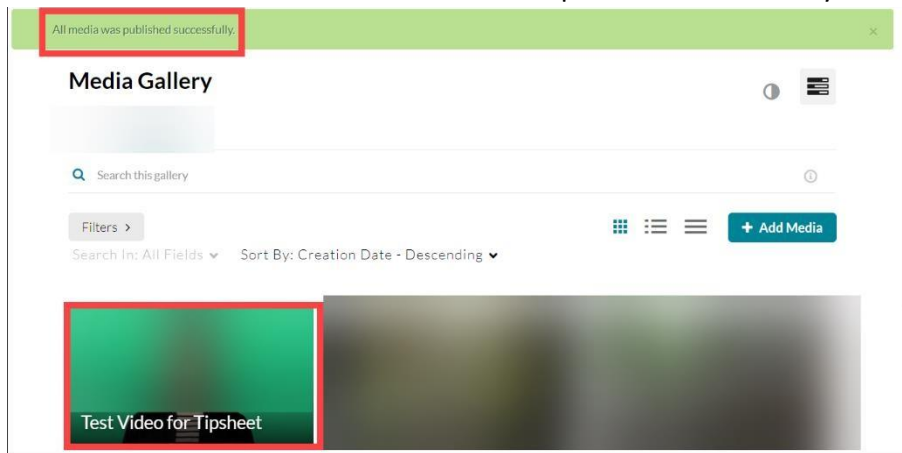 All media was published successfully. ×
Media Gallery
Search this gallery
Filters >
+ Add Media
Search In: All Fields Sort By: Creation Date - Descending
Test Video for Tipsheet